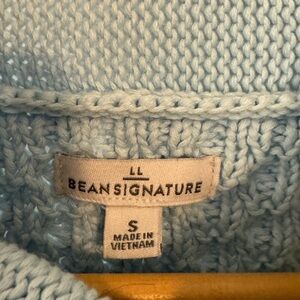 LL
BEAN SIGNATURE
S
MADE IN
VIETNAM